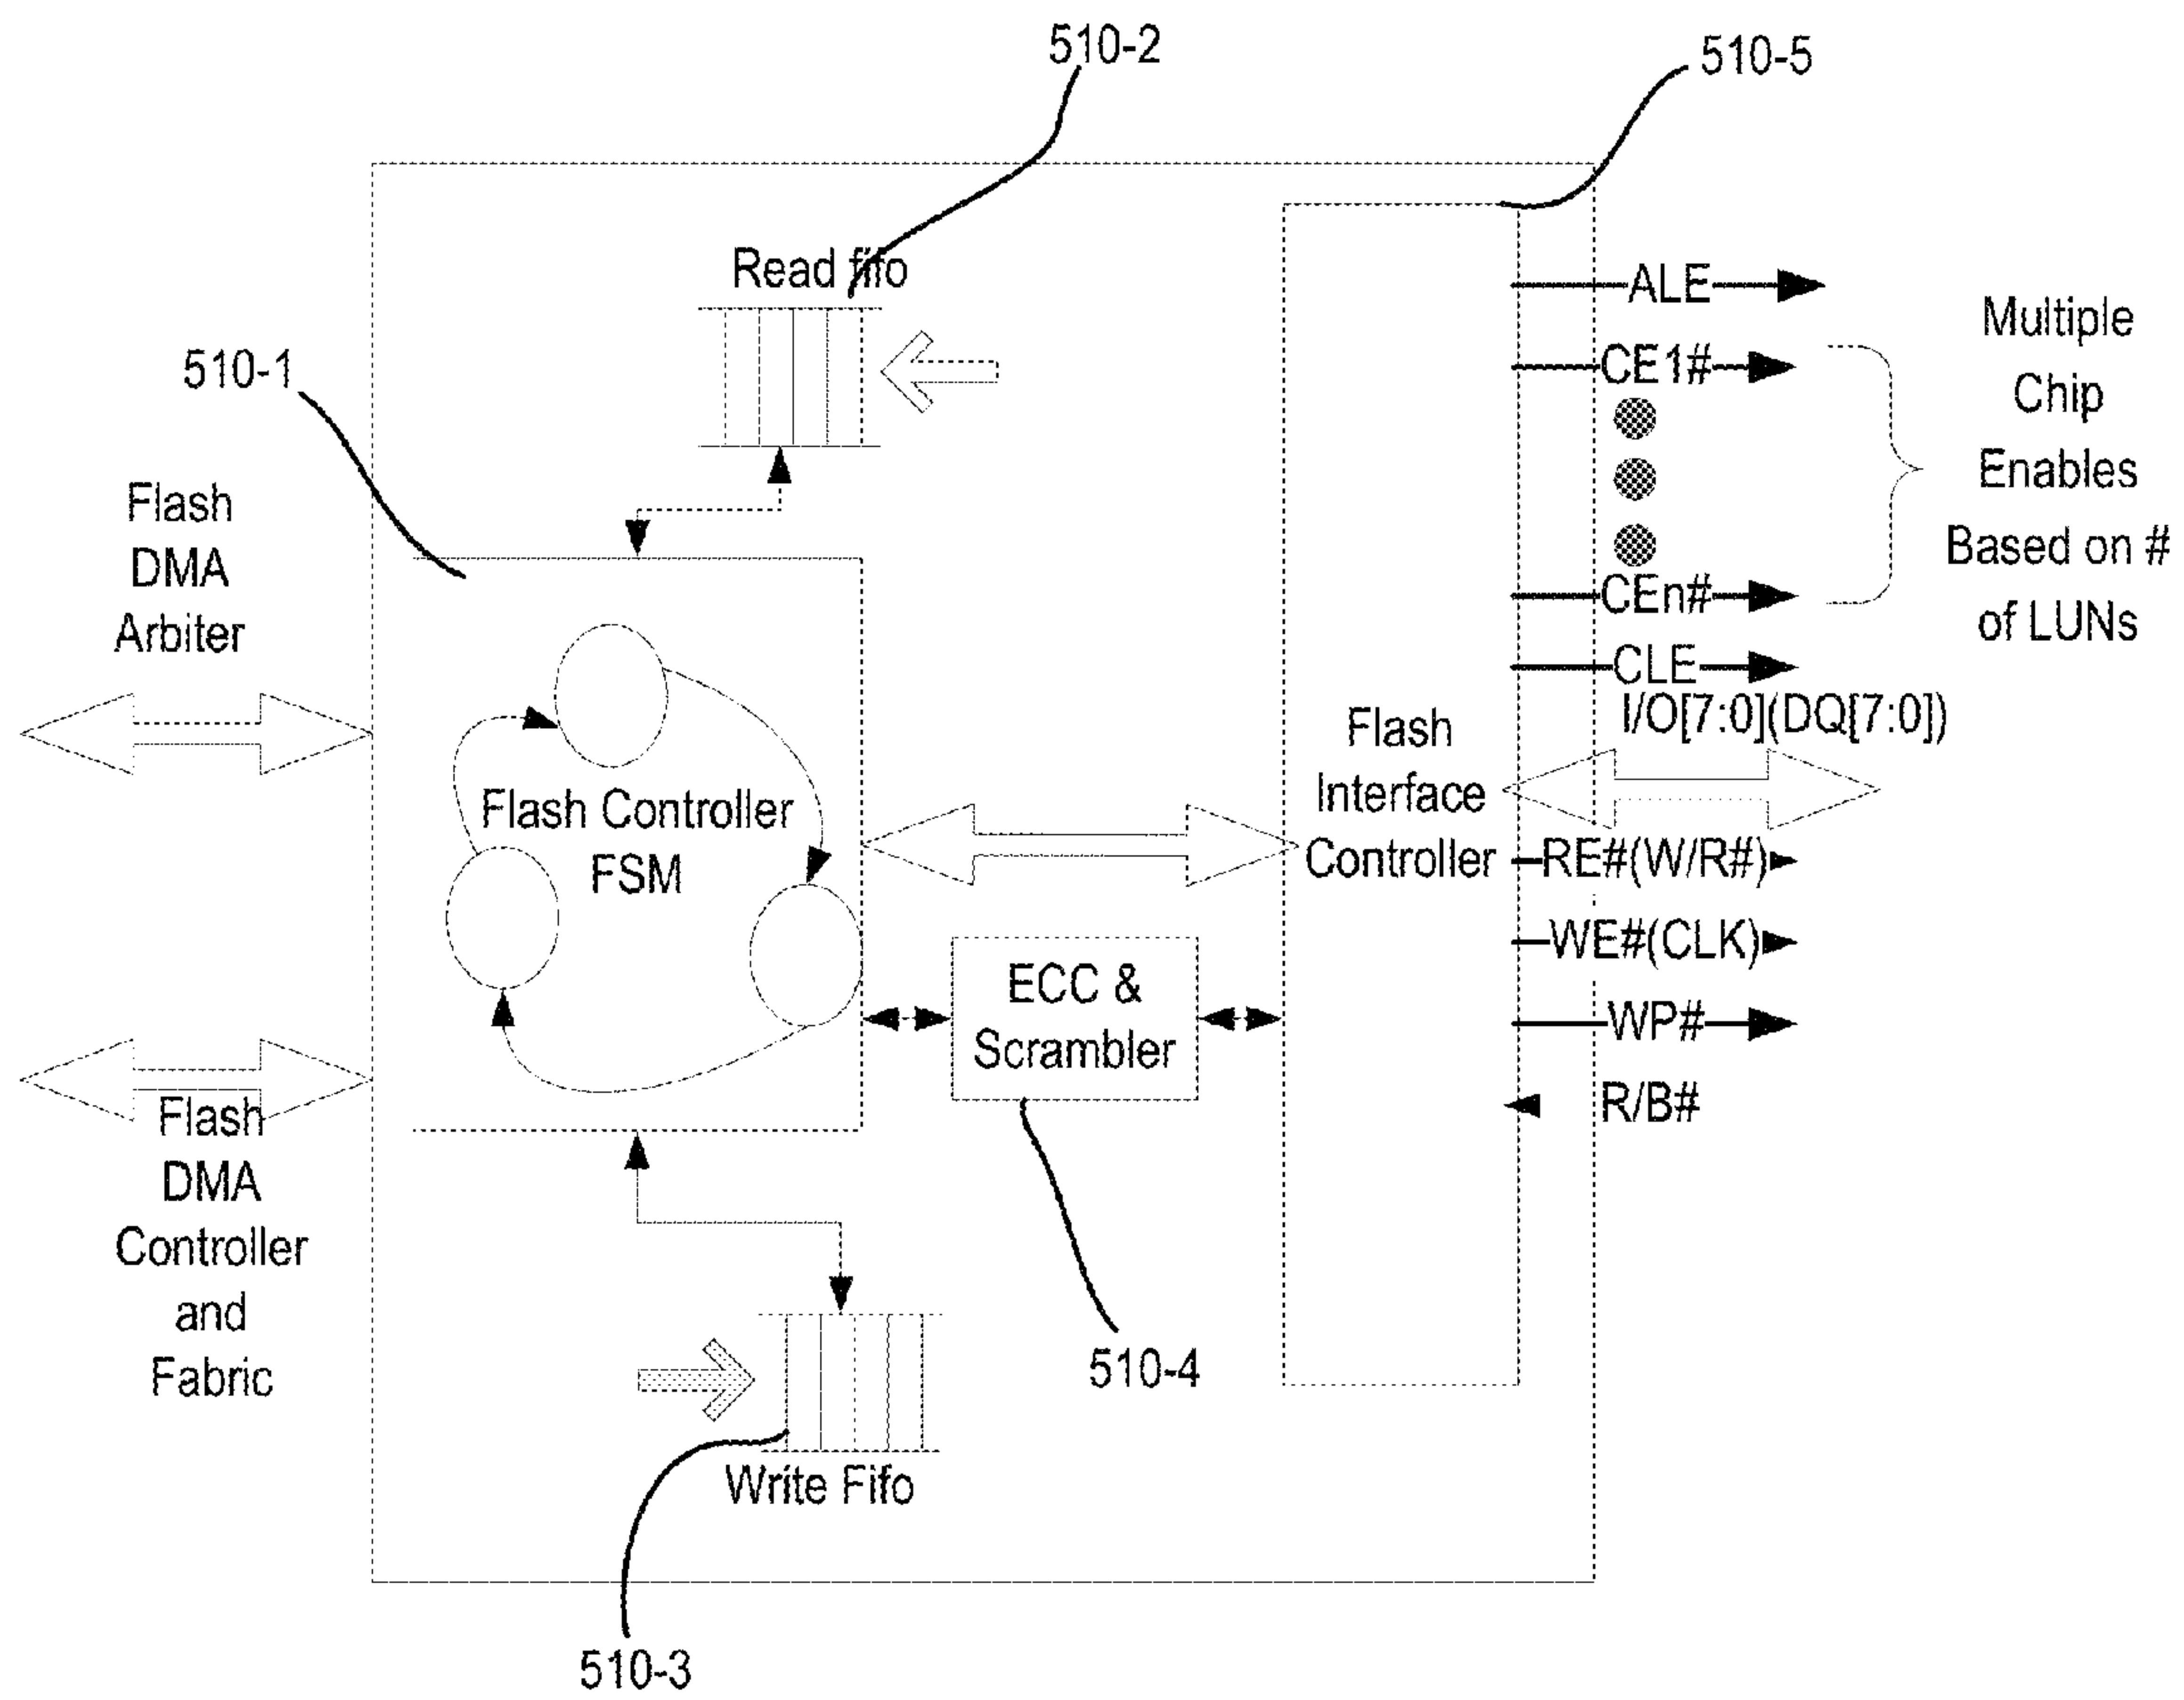 510-2
510-5
Read fifo
510-1
ALE
CE1#
CEn#
CLE
I/O[7:0](DQ[7:0])
RE#(W/R#)
WE#(CLK)
WP#
R/B#
Multiple
Chip
Enables
Based on #
of LUNs
Flash
DMA
Arbiter
Flash Controller
FSM
Flash
Interface
Controller
ECC &
Scrambler
Flash
DMA
Controller
and
Fabric
510-4
Write Fifo
510-3